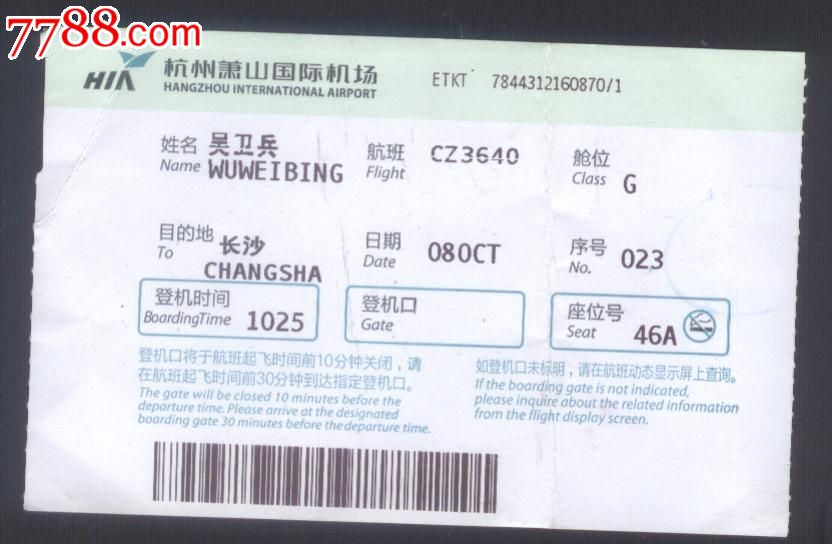 7788.com
HIA 杭州萧山国际机场 ETKT 7844312160870/1
HANGZHOU INTERNATIONAL AIRPORT
姓名 吴卫兵 航班 CZ3640 舱位
Name WUWEIBING Flight Class G
目的地 长沙 日期 08OCT 序号 023
To CHANGSHA Date No.
登机时间 登机口 座位号
BoardingTime 1025 Gate Seat 46A
登机口将于航班起飞时间前10分钟关闭，请
在航班起飞时间前30分钟到达指定登机口。
The gate will be closed 10 minutes before the
departure time. Please arrive at the designated
boarding gate 30 minutes before the departure time.
如登机口未标明，请在航班动态显示屏上查询。
If the boarding gate is not indicated,
please inquire about the related information
from the flight display screen.